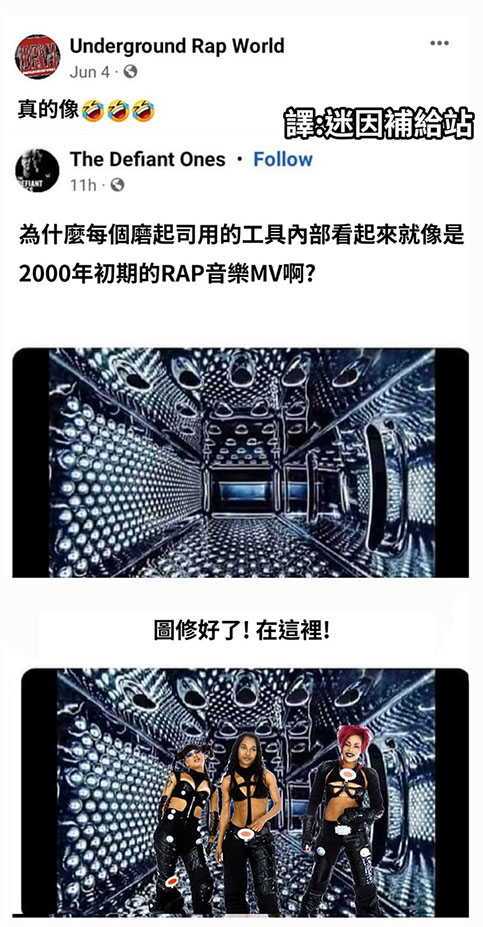 Underground Rap World
Jun 4 ·
真的像🤣🤣🤣
譯:迷因補給站
The Defiant Ones • Follow
11h ·
為什麼每個磨起司用的工具內部看起來就像是
2000年初期的RAP音樂MV啊?
圖修好了! 在這裡!